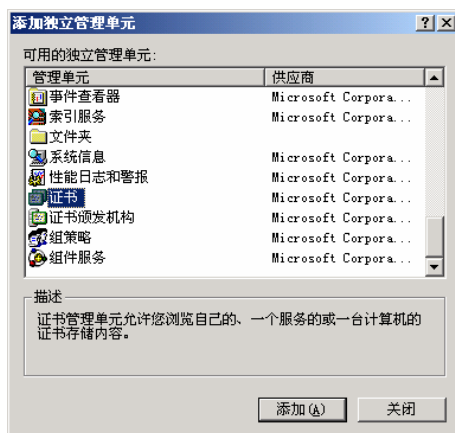 添加独立管理单元
可用的独立管理单元:
管理单元 供应商
事件查看器 Microsoft Corpora...
索引服务 Microsoft Corpora...
文件夹
系统信息 Microsoft Corpora...
性能日志和警报 Microsoft Corpora...
证书 Microsoft Corpora...
证书颁发机构 Microsoft Corpora...
组策略 Microsoft Corpora...
组件服务 Microsoft Corpora...
描述
证书管理单元允许您浏览自己的、一个服务的或一台计算机的
证书存储内容。
添加(A) 关闭